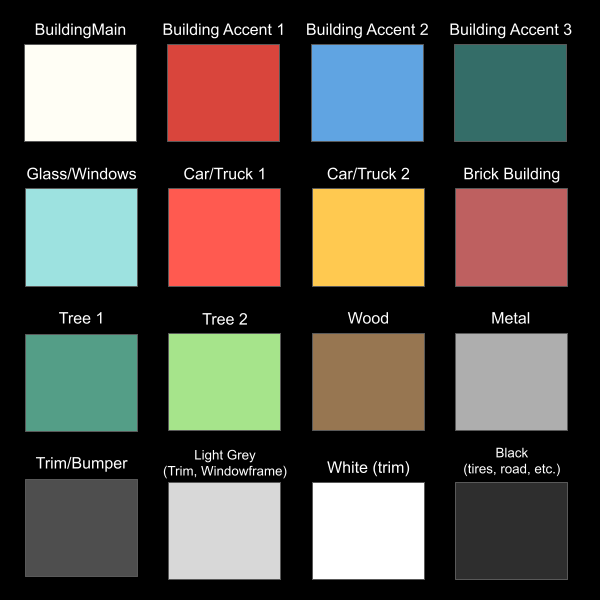 BuildingMain
Building Accent 1
Building Accent 2
Building Accent 3
Glass/Windows
Car/Truck 1
Car/Truck 2
Brick Building
Tree 1
Tree 2
Wood
Metal
Trim/Bumper
Light Grey
(Trim, Windowframe)
White (trim)
Black
(tires, road, etc.)